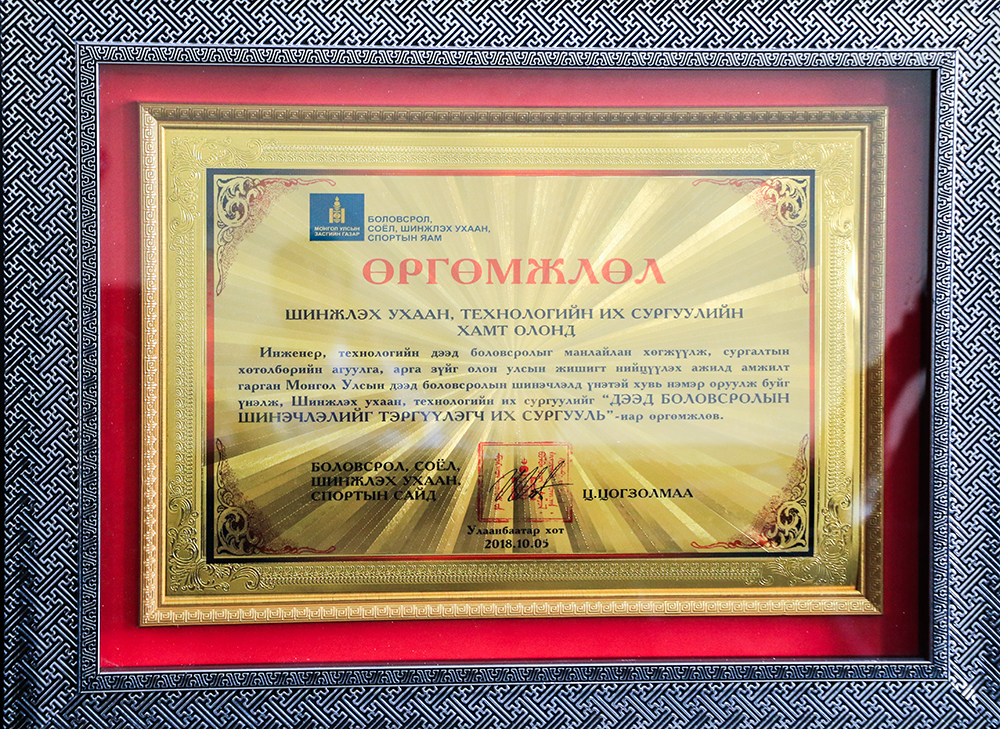 МОНГОЛ УЛСЫН
ЗАСГИЙН ГАЗАР
БОЛОВСРОЛ,
СОЁЛ, ШИНЖЛЭХ УХААН,
СПОРТЫН ЯАМ
ӨРГӨМЖЛӨЛ
ШИНЖЛЭХ УХААН, ТЕХНОЛОГИЙН ИХ СУРГУУЛИЙН
ХАМТ ОЛОНД
Инженер, технологийн дээд боловсролыг манлайлан хөгжүүлж, сургалтын
хөтөлбөрийн агуулга, арга зүйг олон улсын жишигт нийцүүлэх ажилд амжилт
гарган Монгол Улсын дээд боловсролын шинэчлэлд үнэтэй хувь нэмэр оруулж буйг
үнэлж, Шинжлэх ухаан, технологийн их сургуулийг “ДЭЭД БОЛОВСРОЛЫН
ШИНЭЧЛЭЛИЙГ ТЭРГҮҮЛЭГЧ ИХ СУРГУУЛЬ”-иар өргөмжлөв.
БОЛОВСРОЛ, СОЁЛ,
ШИНЖЛЭХ УХААН,
СПОРТЫН САЙД
Ц.ЦОГЗОЛМАА
Улаанбаатар хот
2018.10.05